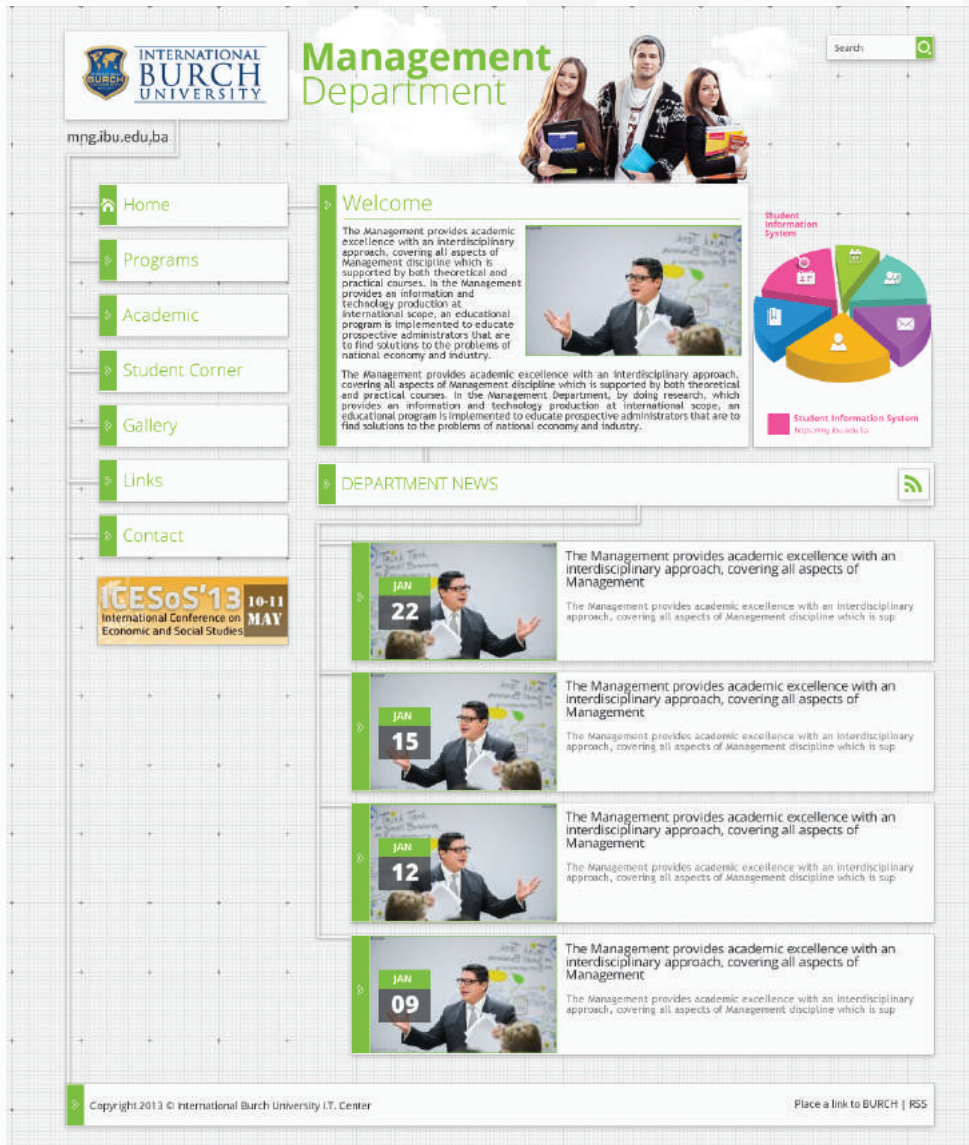 INTERNATIONAL
BURCH
UNIVERSITY
BURCH
mng.ibu.edu.ba
Management
Department
Search
Home
Programs
Academic
Student Corner
Gallery
Links
Contact
ICESoS'13
International Conference on
Economic and Social Studies
10-11
MAY
Welcome
The Management provides academic
excellence with an interdisciplinary
approach, covering all aspects of
Management discipline which is
supported by both theoretical and
practical courses. In the Management
provides an information and
technology production at
international scope, an educational
program is implemented to educate
prospective administrators that are
to find solutions to the problems of
national economy and industry.
The Management provides academic excellence with an interdisciplinary approach,
covering all aspects of Management discipline which is supported by both theoretical
and practical courses. In the Management Department, by doing research, which
provides an information and technology production at international scope, an
educational program is implemented to educate prospective administrators that are to
find solutions to the problems of national economy and industry.
Student
Information
System
Student Information System
DEPARTMENT NEWS
JAN
22
The Management provides academic excellence with an
interdisciplinary approach, covering all aspects of
Management
The Management provides academic excellence with an interdisciplinary
approach, covering all aspects of Management discipline which is sup
JAN
15
The Management provides academic excellence with an
interdisciplinary approach, covering all aspects of
Management
The Management provides academic excellence with an interdisciplinary
approach, covering all aspects of Management discipline which is sup
JAN
12
The Management provides academic excellence with an
interdisciplinary approach, covering all aspects of
Management
The Management provides academic excellence with an interdisciplinary
approach, covering all aspects of Management discipline which is sup
JAN
09
The Management provides academic excellence with an
interdisciplinary approach, covering all aspects of
Management
The Management provides academic excellence with an interdisciplinary
approach, covering all aspects of Management discipline which is sup
Copyright 2013 © International Burch University I.T. Center
Place a link to BURCH | RSS